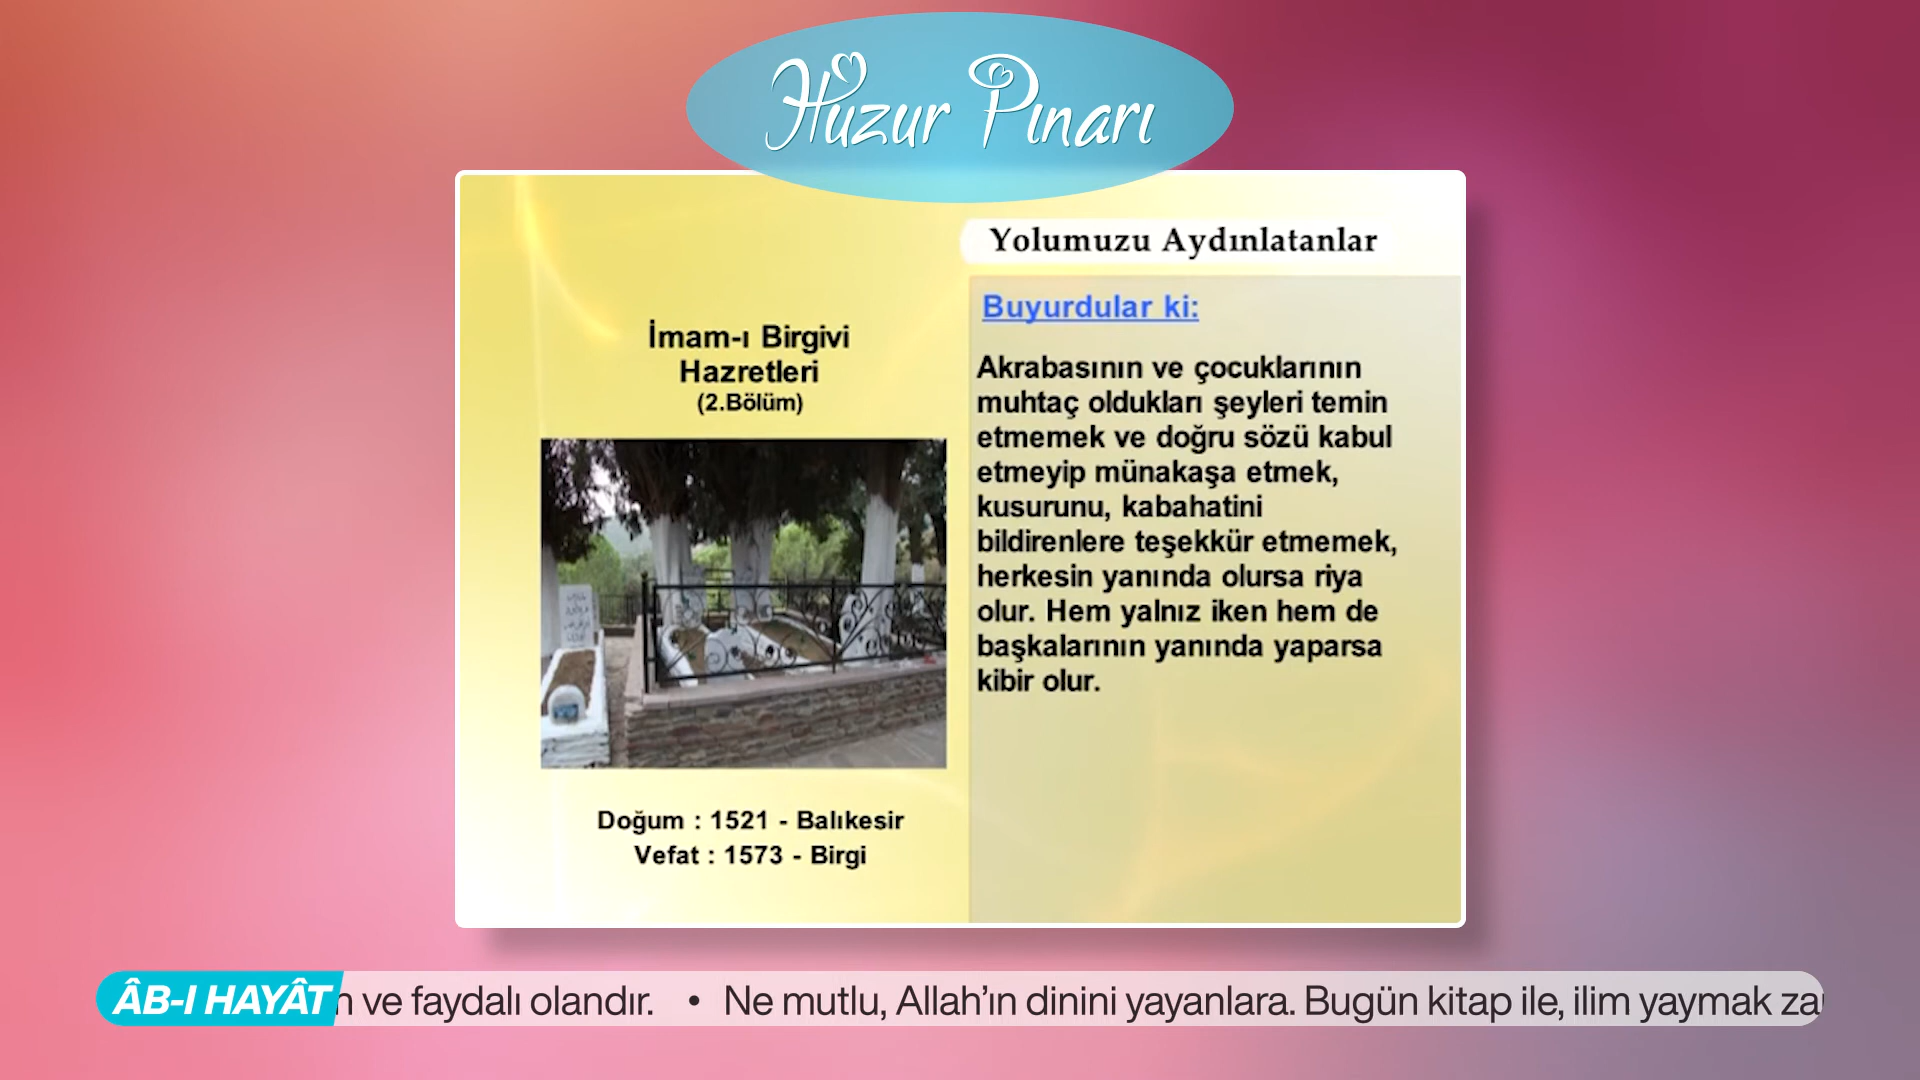 Huzur Pınarı
Yolumuzu Aydınlatanlar
İmam-ı Birgivi
Hazretleri
(2.Bölüm)
Doğum : 1521 - Balıkesir
Vefat : 1573 - Birgi
Buyurdular ki:
Akrabasının ve çocuklarının
muhtaç oldukları şeyleri temin
etmemek ve doğru sözü kabul
etmeyip münakaşa etmek,
kusurunu, kabahatini
bildirenlere teşekkür etmemek,
herkesin yanında olursa riya
olur. Hem yalnız iken hem de
başkalarının yanında yaparsa
kibir olur.
ÂB-I HAYÂT
ve faydalı olandır. • Ne mutlu, Allah’ın dinini yayanlara. Bugün kitap ile, ilim yaymak